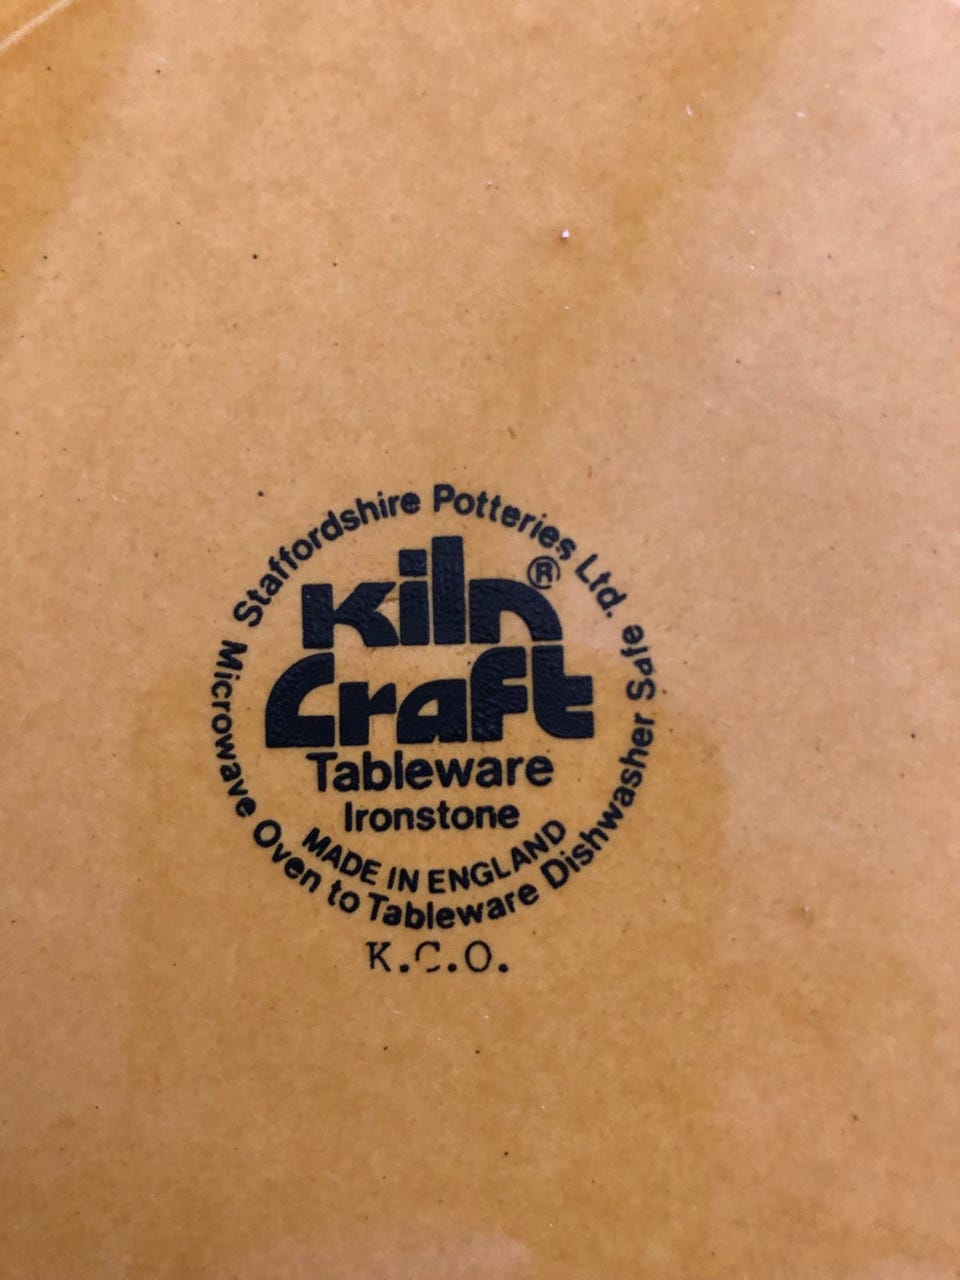 Staffordshire Potteries Ltd.
Kiln ®
Craft
Tableware
Ironstone
MADE IN ENGLAND
Microwave Oven to Tableware Dishwasher Safe
K.C.O.